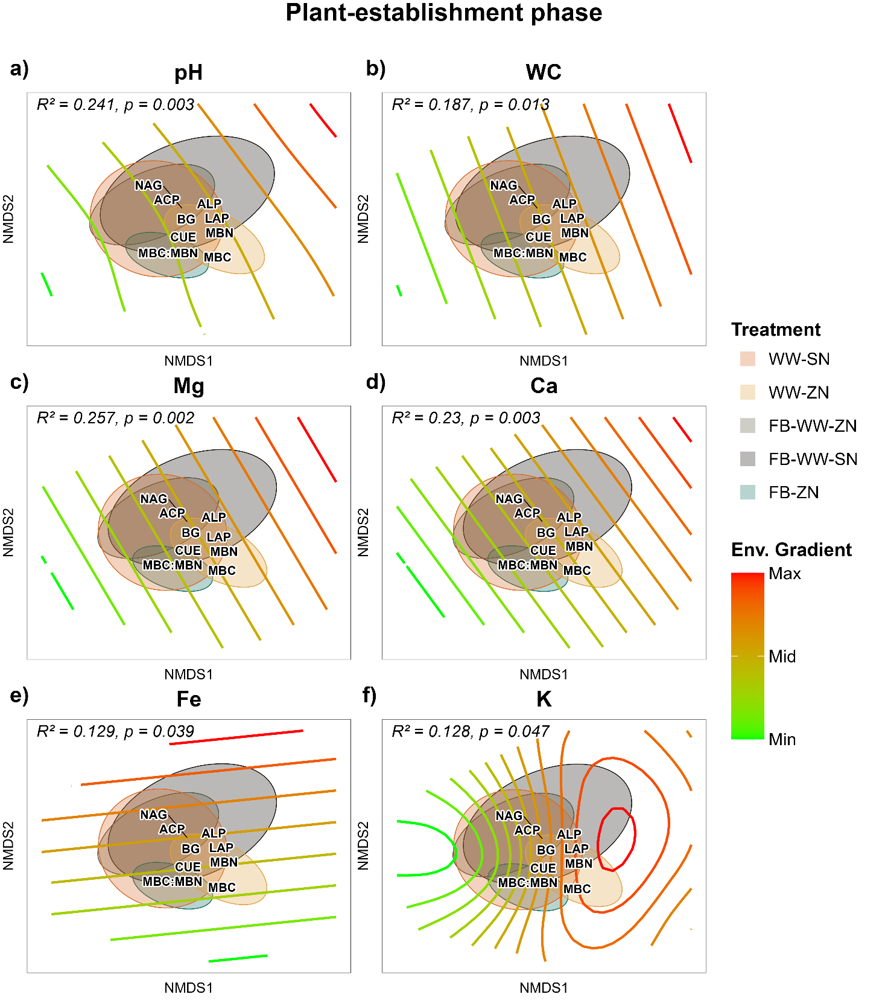 Plant-establishment phase
a)
pH
R² = 0.241, p = 0.003
NAG
ACP
ALP
BG
LAP
MBN
CUE
MBC:MBN
MBC
NMDS2
NMDS1
b)
WC
R² = 0.187, p = 0.013
NAG
ACP
ALP
BG
LAP
MBN
CUE
MBC:MBN
MBC
NMDS2
NMDS1
c)
Mg
R² = 0.257, p = 0.002
NAG
ACP
ALP
BG
LAP
MBN
CUE
MBC:MBN
MBC
NMDS2
NMDS1
d)
Ca
R² = 0.23, p = 0.003
NAG
ACP
ALP
BG
LAP
MBN
CUE
MBC:MBN
MBC
NMDS2
NMDS1
e)
Fe
R² = 0.129, p = 0.039
NAG
ACP
ALP
BG
LAP
MBN
CUE
MBC:MBN
MBC
NMDS2
NMDS1
f)
K
R² = 0.128, p = 0.047
NAG
ACP
ALP
BG
LAP
MBN
CUE
MBC:MBN
MBC
NMDS2
NMDS1
Treatment
WW-SN
WW-ZN
FB-WW-ZN
FB-WW-SN
FB-ZN
Env. Gradient
Max
Mid
Min